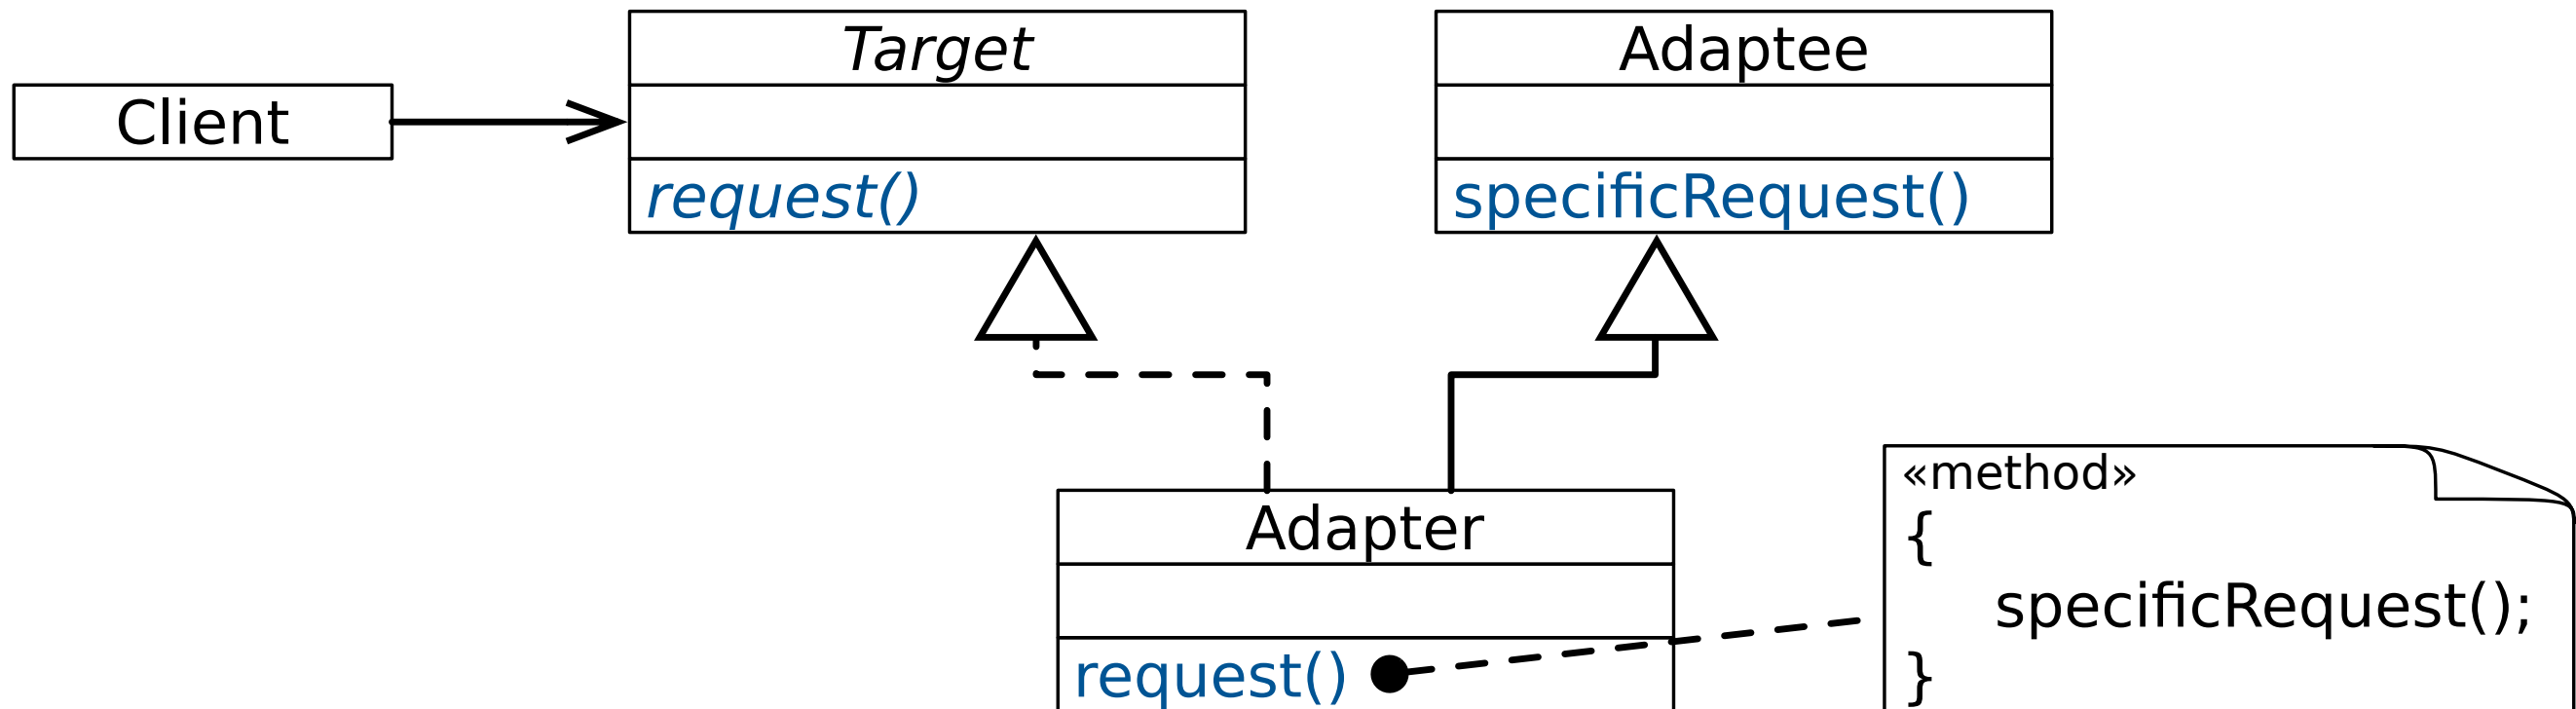 Client
Target
request()
Adaptee
specificRequest()
Adapter
request()
«method»
{
specificRequest();
}